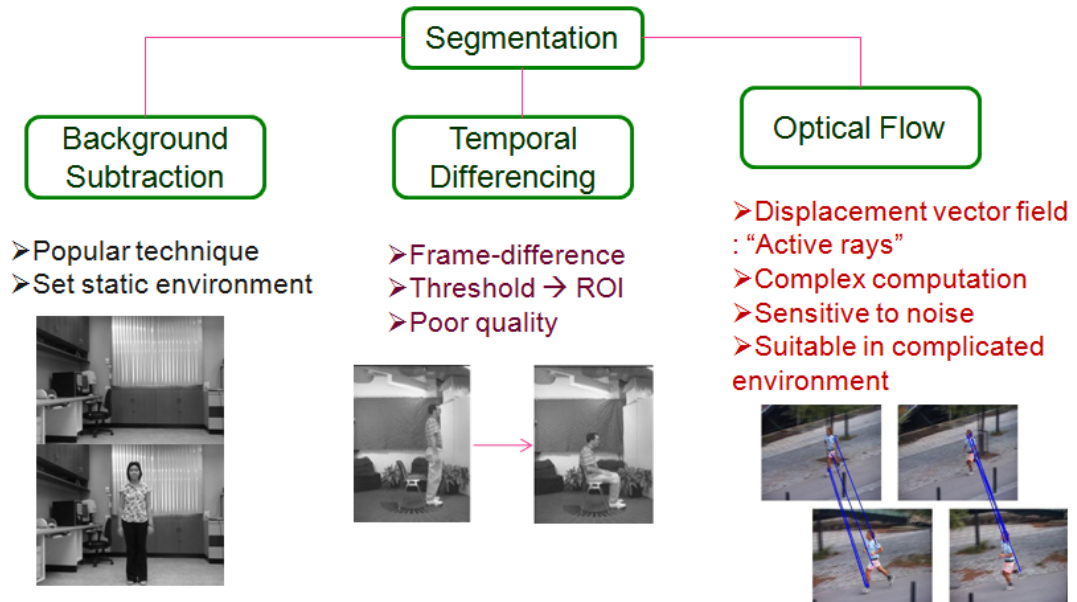 Segmentation
Background
Subtraction
➢Popular technique
➢Set static environment
Temporal
Differencing
➢Frame-difference
➢Threshold → ROI
➢Poor quality
Optical Flow
➢Displacement vector field
: “Active rays”
➢Complex computation
➢Sensitive to noise
➢Suitable in complicated
environment